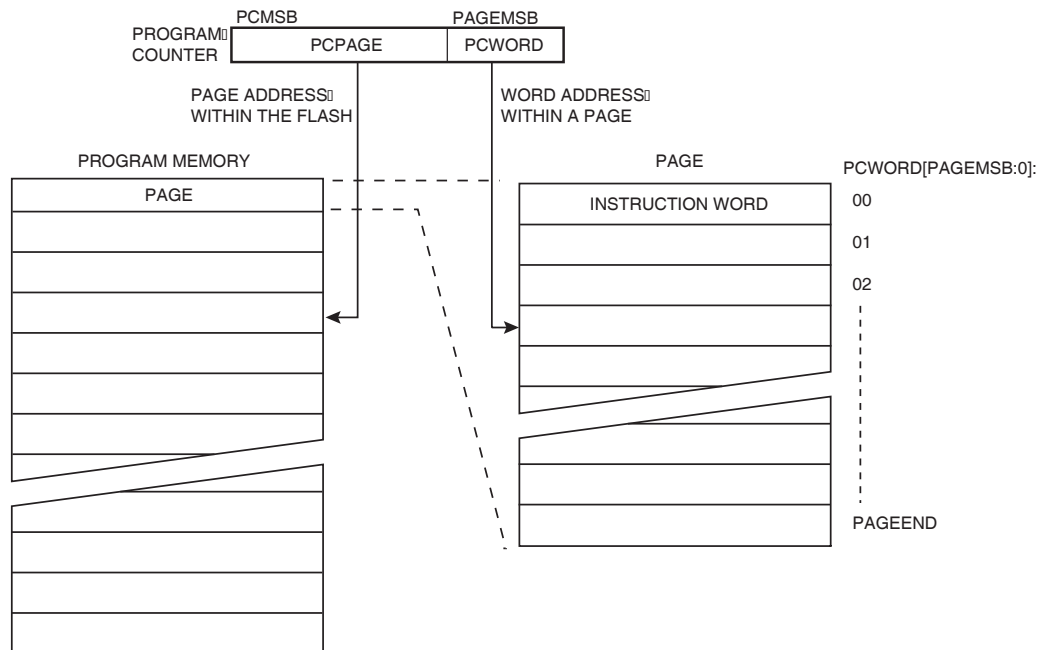 PCMSB
PAGEMSB
PROGRAM
COUNTER
PCPAGE
PCWORD
PAGE ADDRESS
WITHIN THE FLASH
WORD ADDRESS
WITHIN A PAGE
PROGRAM MEMORY
PAGE
PAGE
PCWORD[PAGEMSB:0]:
INSTRUCTION WORD
00
01
02
PAGEEND